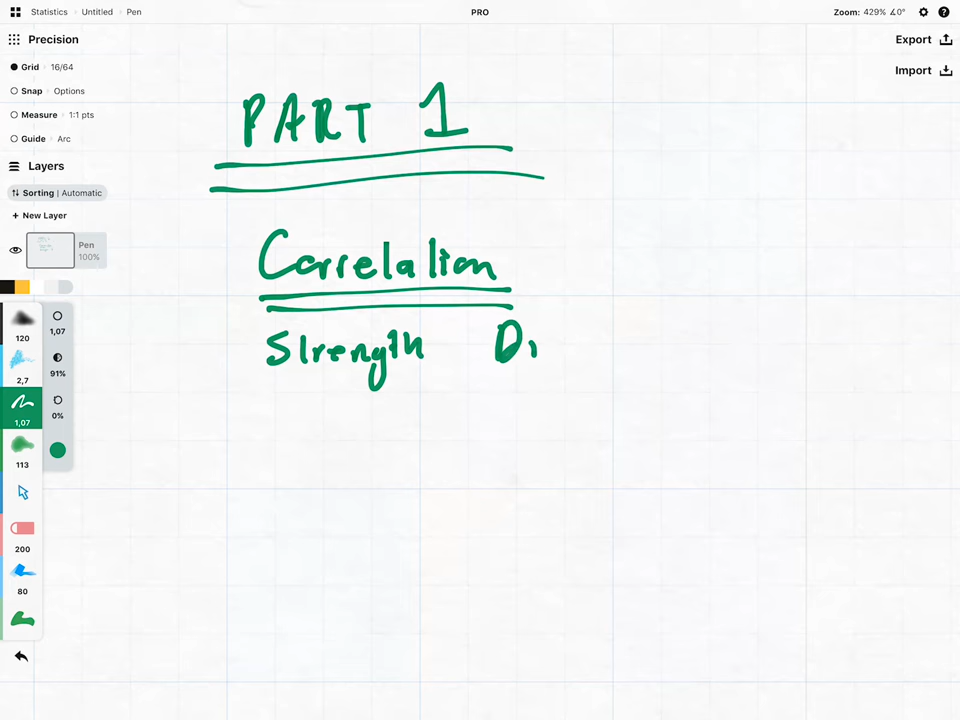 Statistics › Untitled › Pen
PRO
Zoom: 429% ∡0°
Precision
Export
Grid › 16/64
Import
Snap › Options
Measure › 1:1 pts
Guide › Arc
Layers
Sorting | Automatic
+ New Layer
Pen
100%
PART 1
Correlation
Strength Di
120
1,07
2,7
91%
1,07
0%
113
200
80